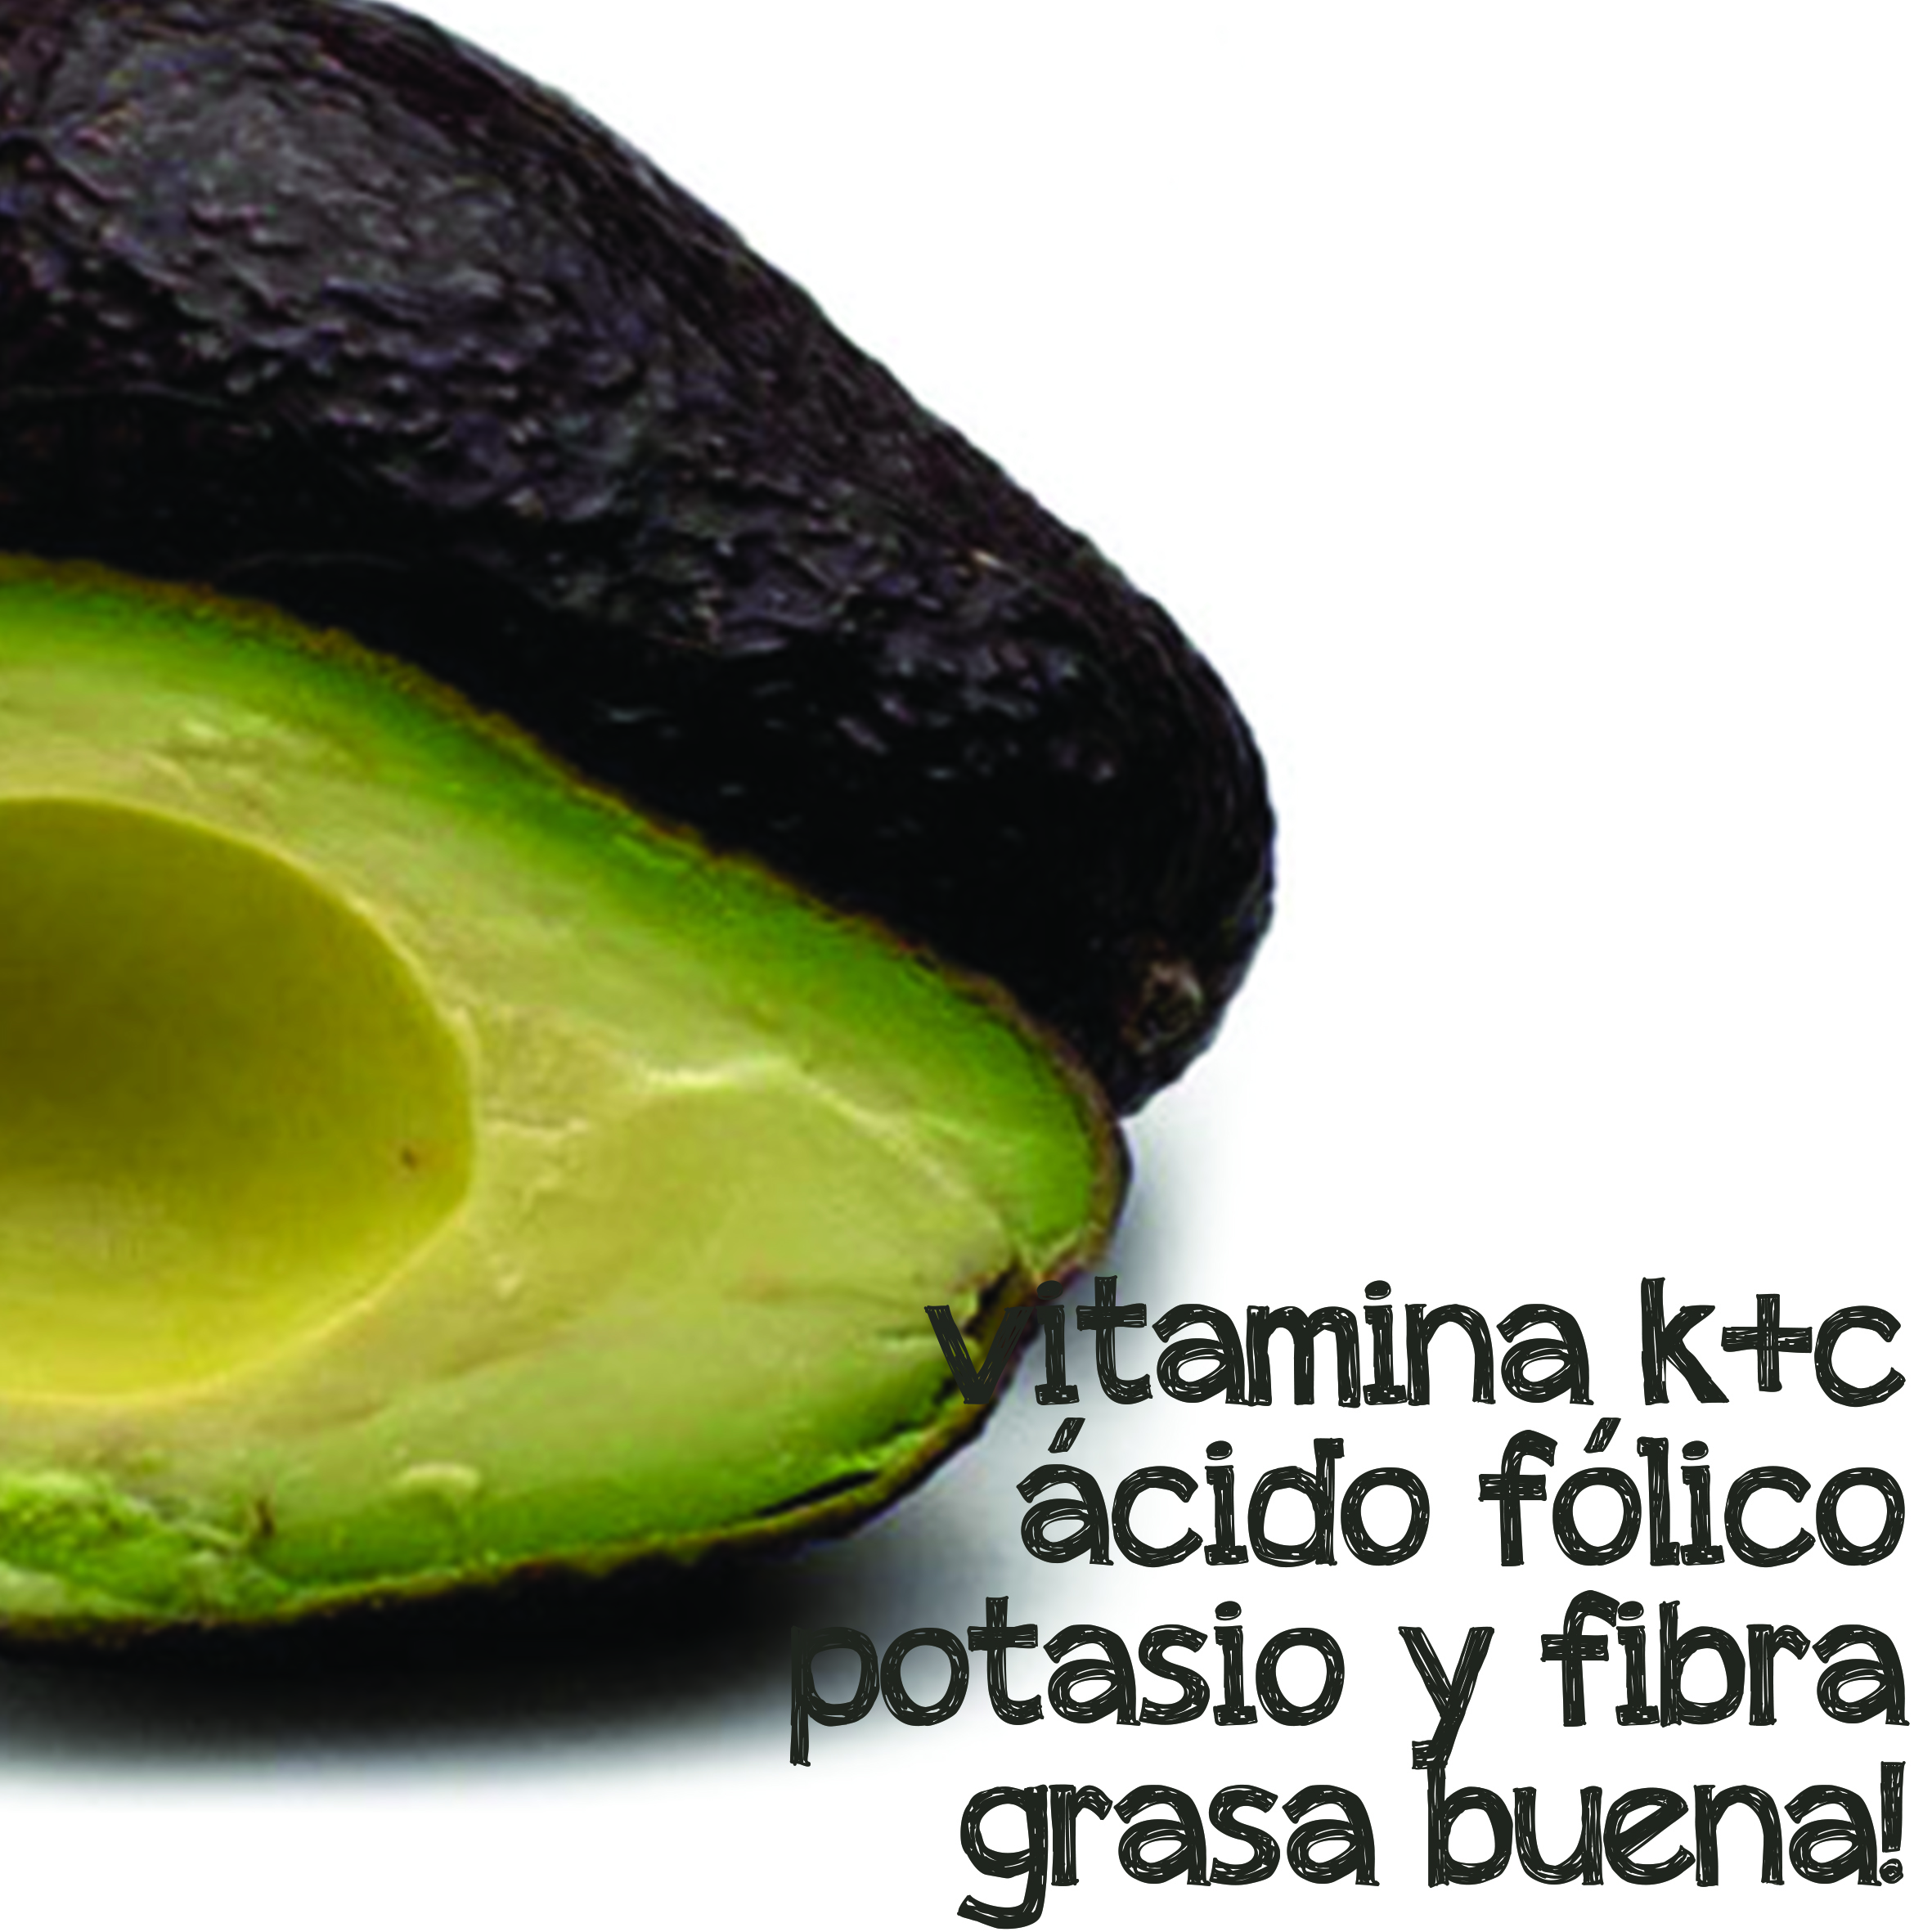 vitamina k+c
ácido fólico
potasio y fibra
grasa buena!